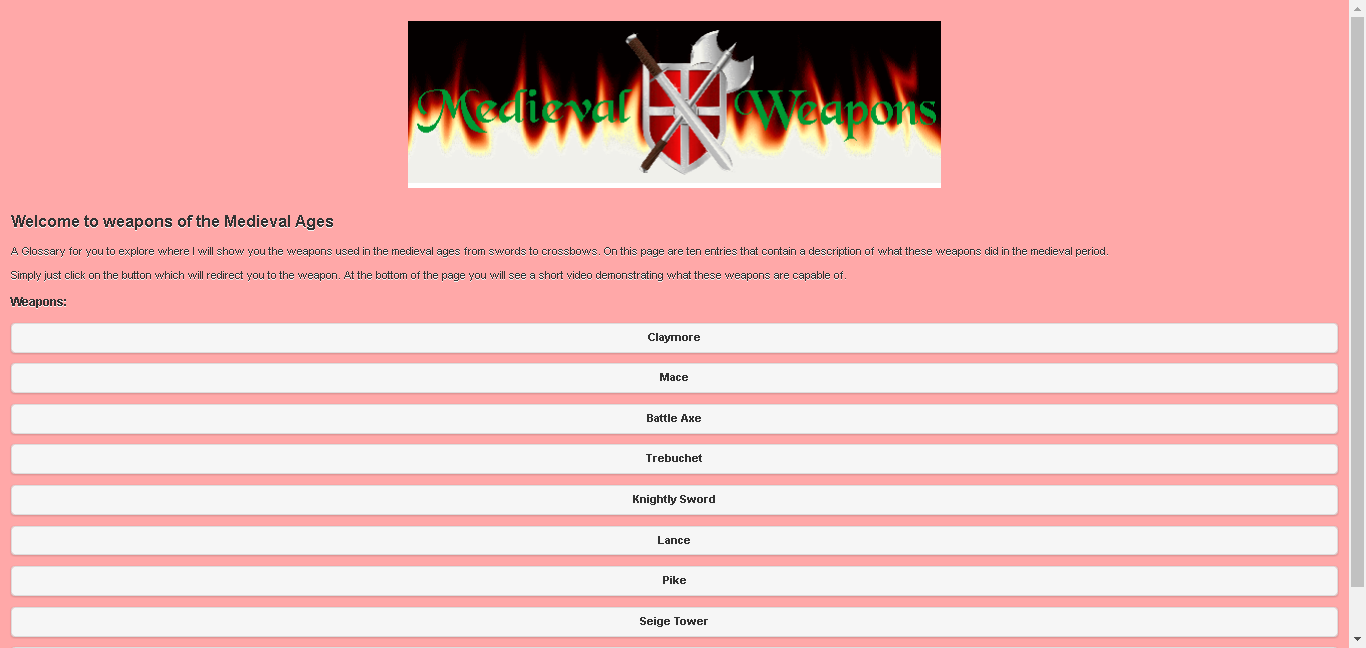 Medieval Weapons
Welcome to weapons of the Medieval Ages
A Glossary for you to explore where I will show you the weapons used in the medieval ages from swords to crossbows. On this page are ten entries that contain a description of what these weapons did in the medieval period.
Simply just click on the button which will redirect you to the weapon. At the bottom of the page you will see a short video demonstrating what these weapons are capable of.
Weapons:
Claymore
Mace
Battle Axe
Trebuchet
Knightly Sword
Lance
Pike
Seige Tower